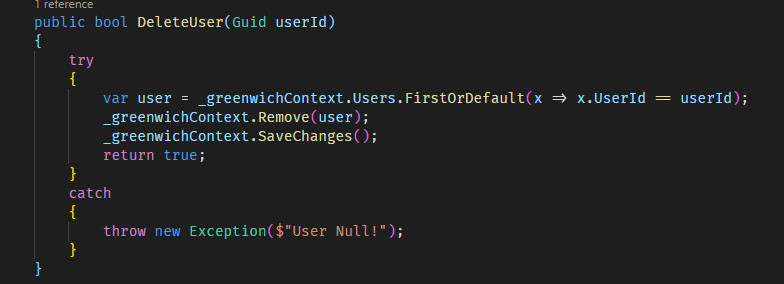 1 reference
public bool DeleteUser(Guid userId)
{
try
{
var user = _greenwichContext.Users.FirstOrDefault(x => x.UserId == userId);
_greenwichContext.Remove(user);
_greenwichContext.SaveChanges();
return true;
}
catch
{
throw new Exception($"User Null!");
}
}